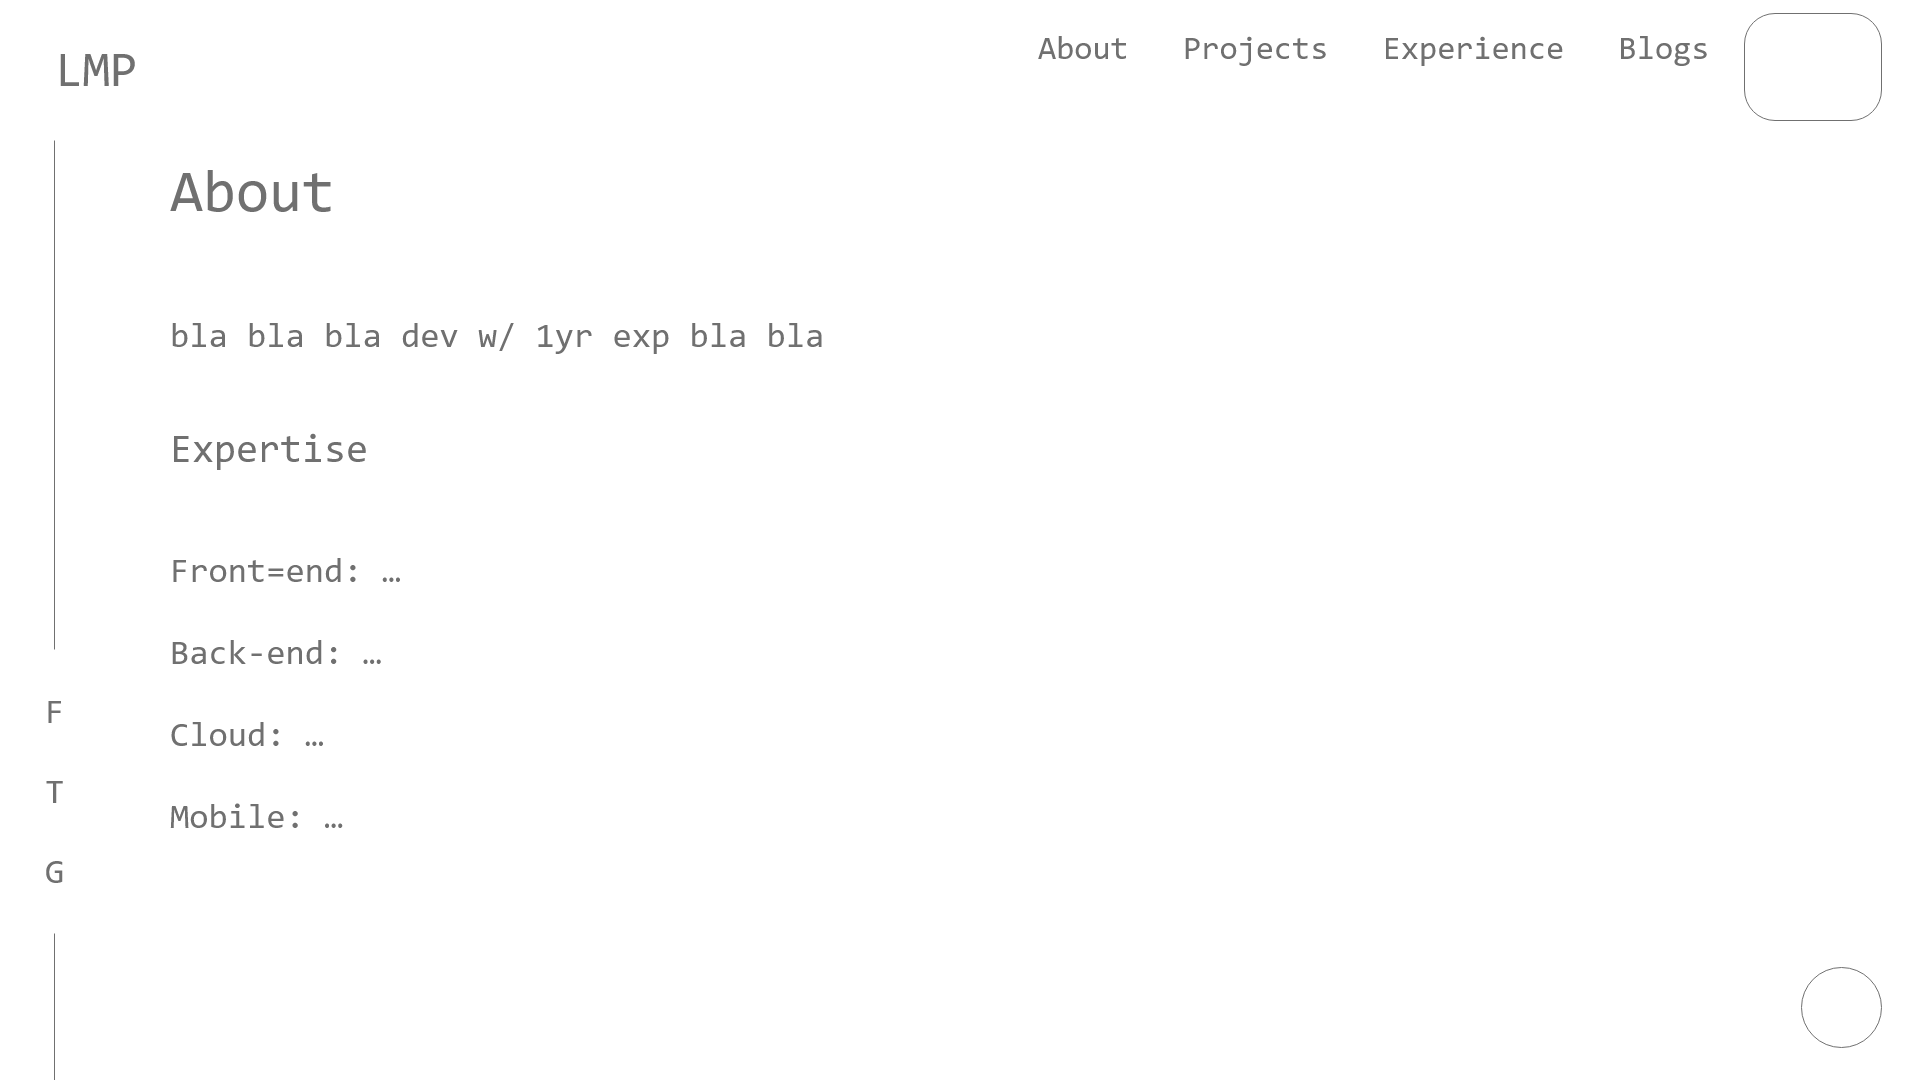 LMP
About Projects Experience Blogs
About
bla bla bla dev w/ 1yr exp bla bla
Expertise
Front=end: …
Back-end: …
Cloud: …
Mobile: …
F
T
G